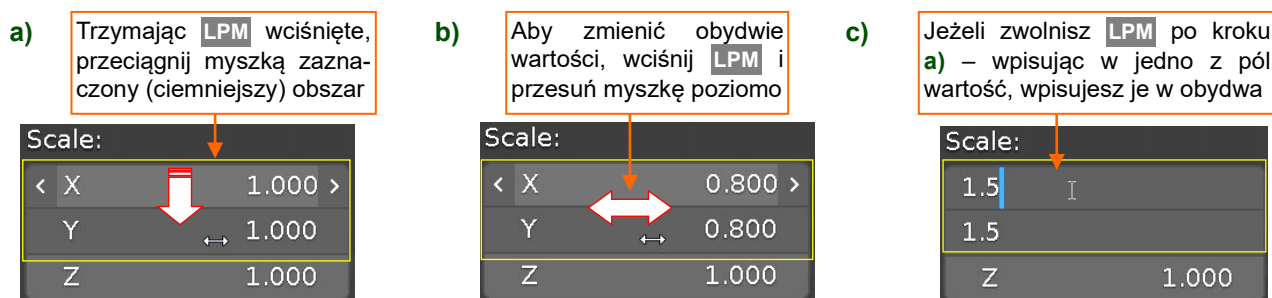 a)
Trzymając LPM wciśnięte,
przeciągnij myszką zazna-
czony (ciemniejszy) obszar
Scale:
‹ X 1.000 ›
Y 1.000
Z 1.000
b)
Aby zmienić obydwie
wartości, wciśnij LPM i
przesuń myszkę poziomo
Scale:
‹ X 0.800 ›
Y 0.800
Z 1.000
c)
Jeżeli zwolnisz LPM po kroku
a) – wpisując w jedno z pól
wartość, wpisujesz je w obydwa
Scale:
1.5
1.5
Z 1.000